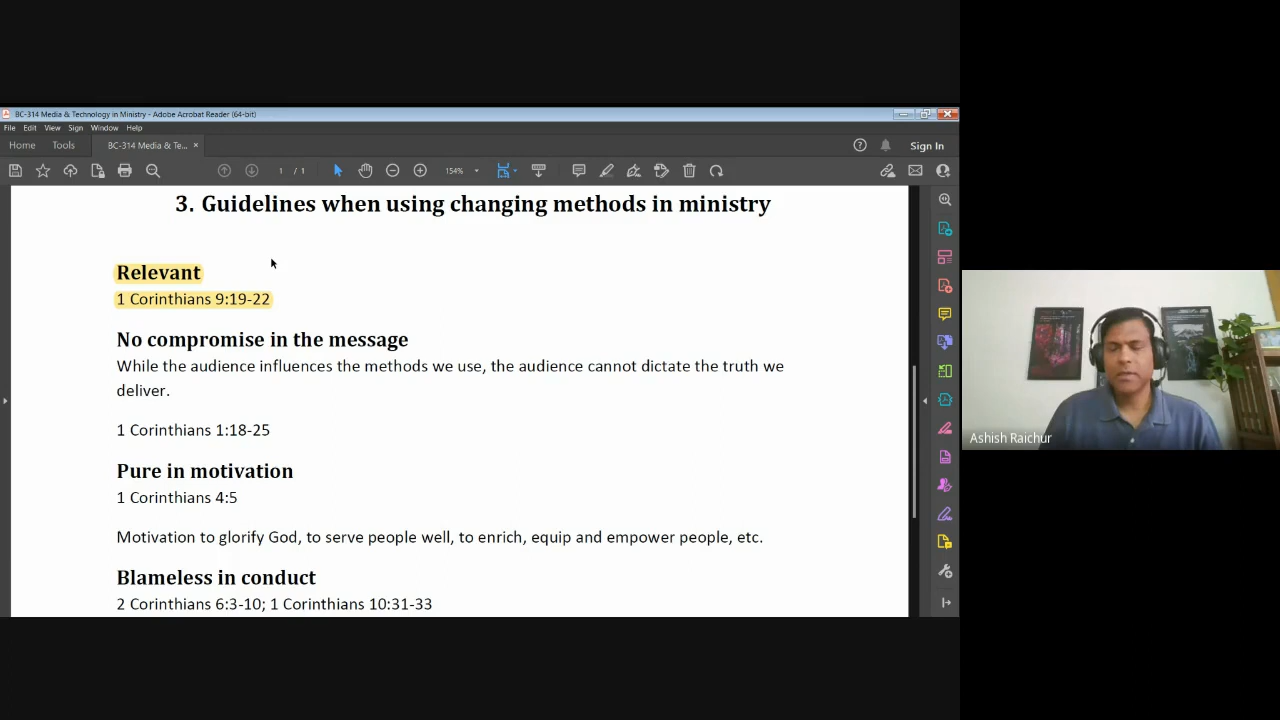 BC-314 Media & Technology in Ministry - Adobe Acrobat Reader (64-bit)
File Edit View Sign Window Help
Home Tools BC-314 Media & Te... × Sign In
1 / 1 154%
3. Guidelines when using changing methods in ministry
Relevant
1 Corinthians 9:19-22
No compromise in the message
While the audience influences the methods we use, the audience cannot dictate the truth we
deliver.
1 Corinthians 1:18-25
Pure in motivation
1 Corinthians 4:5
Motivation to glorify God, to serve people well, to enrich, equip and empower people, etc.
Blameless in conduct
2 Corinthians 6:3-10; 1 Corinthians 10:31-33
Ashish Raichur